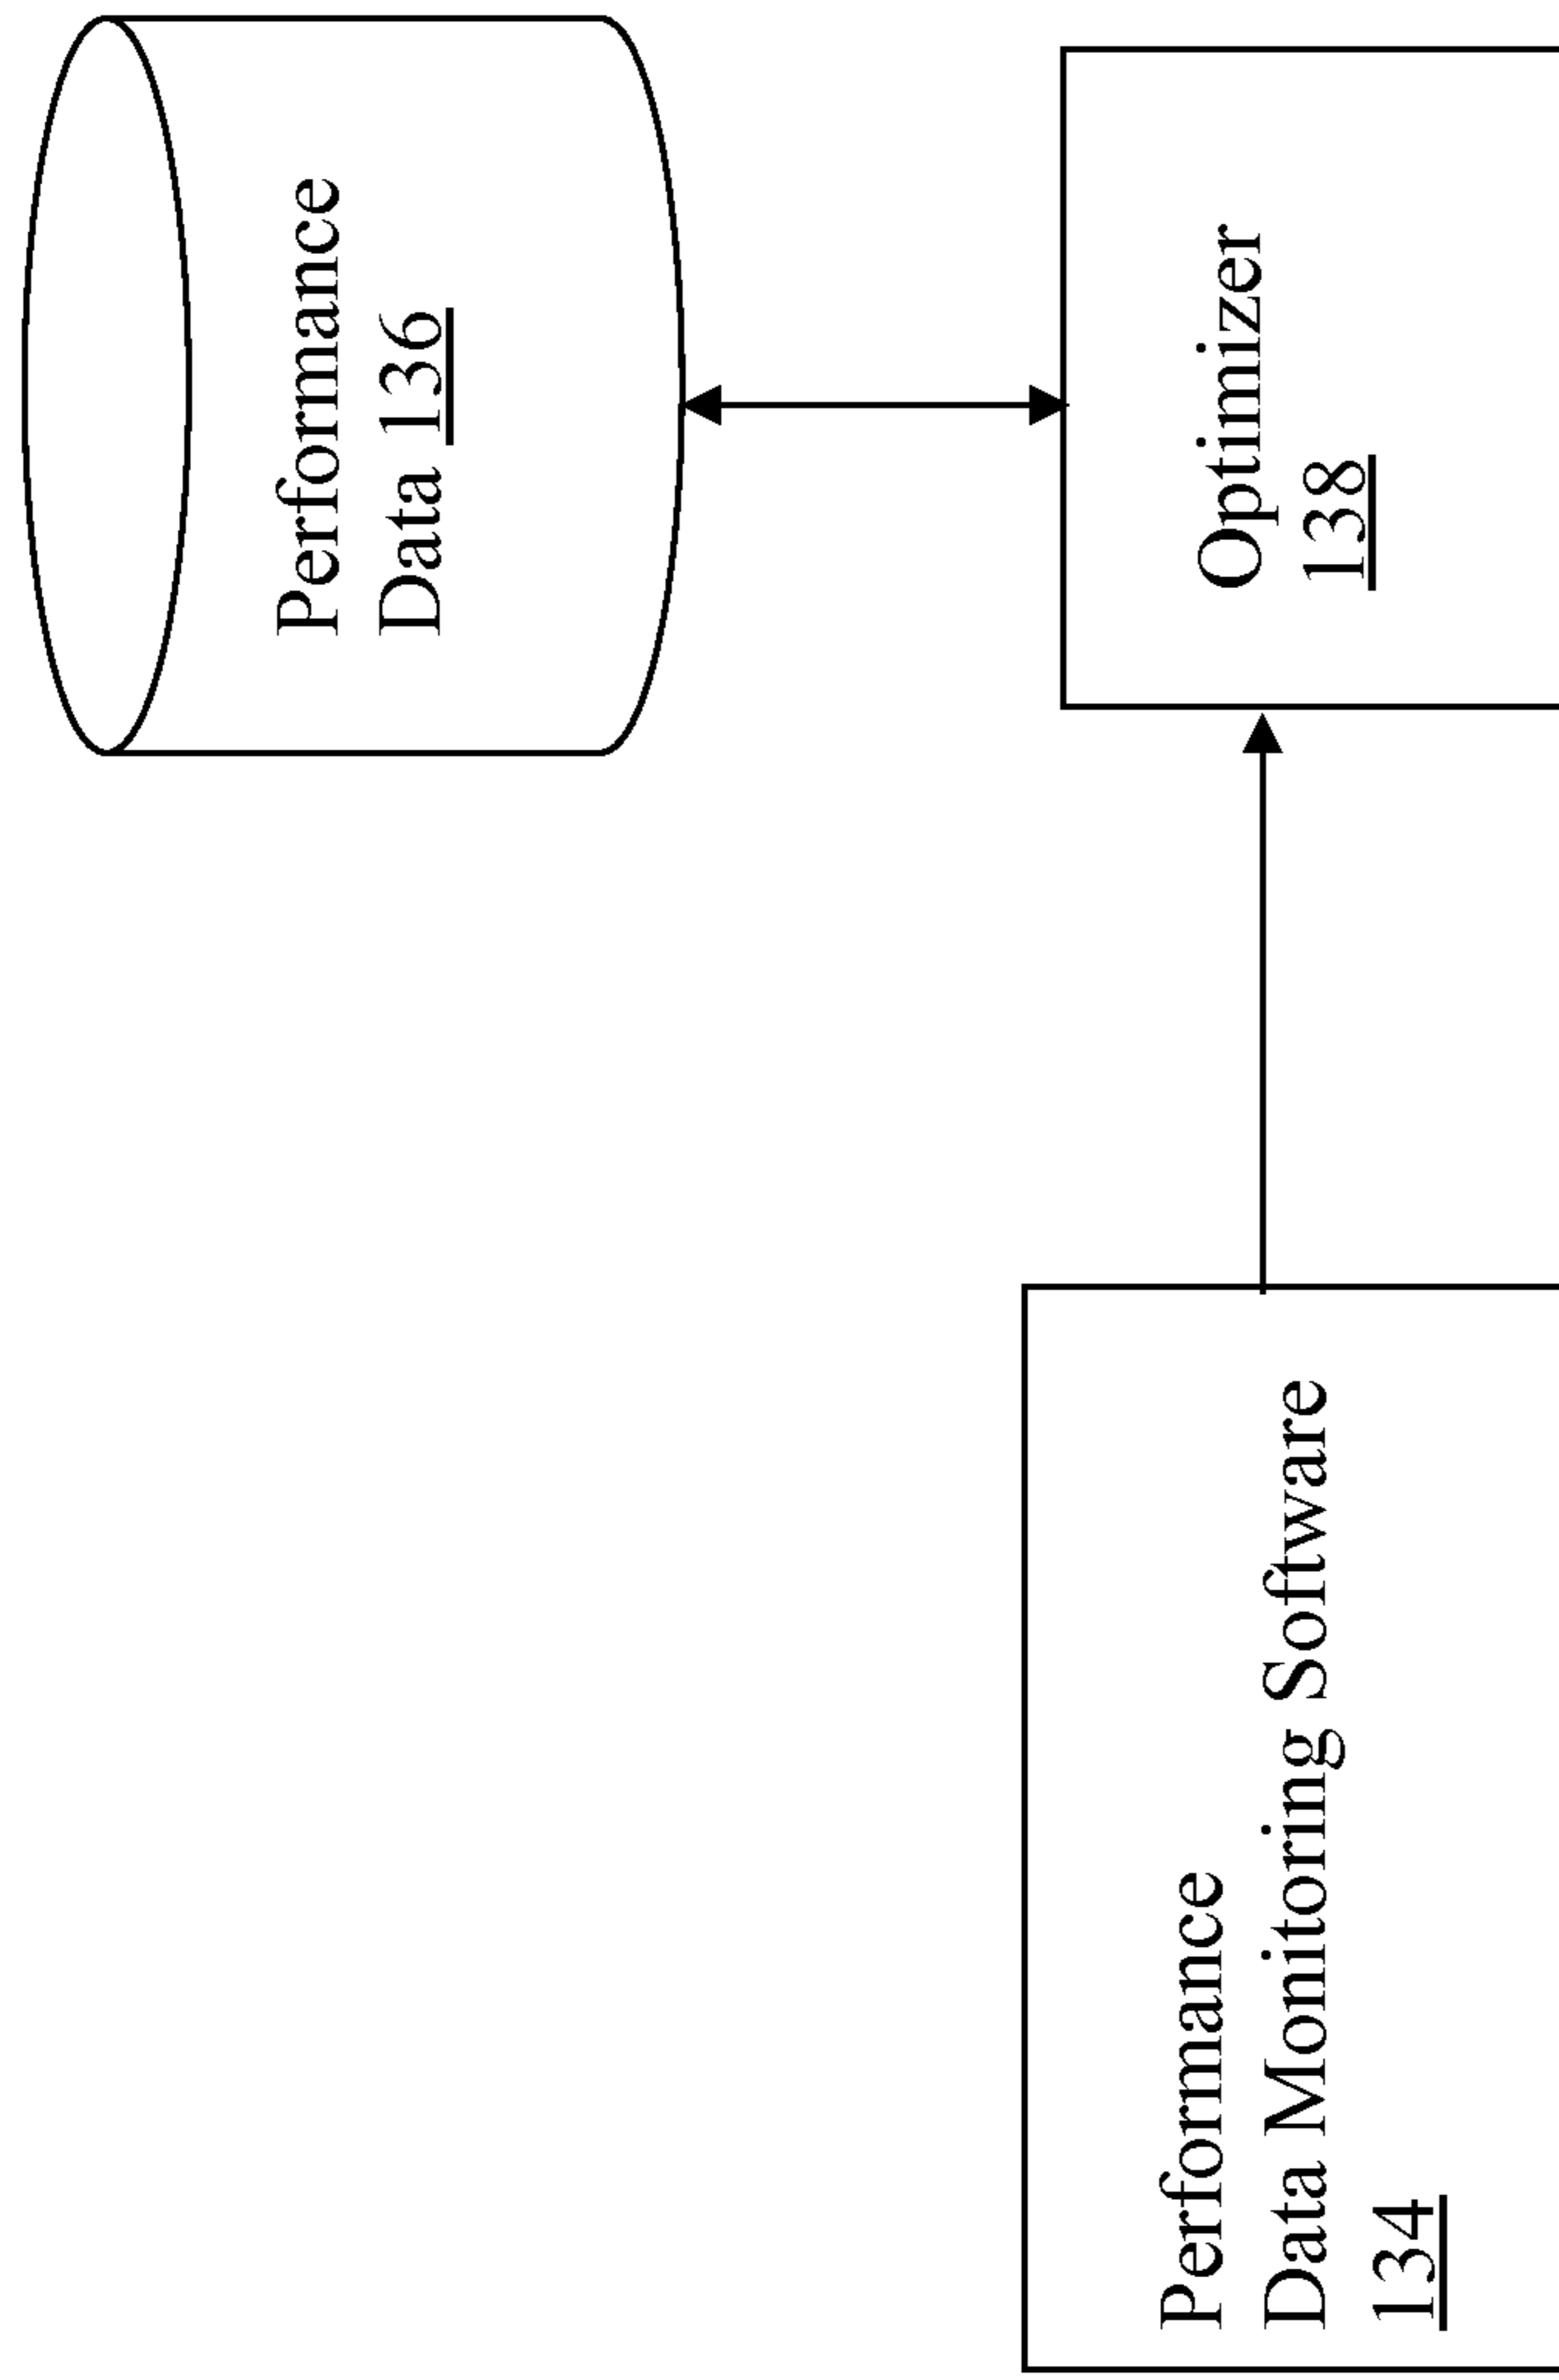 Performance
Data 136
Optimizer
138
Performance
Data Monitoring Software
134